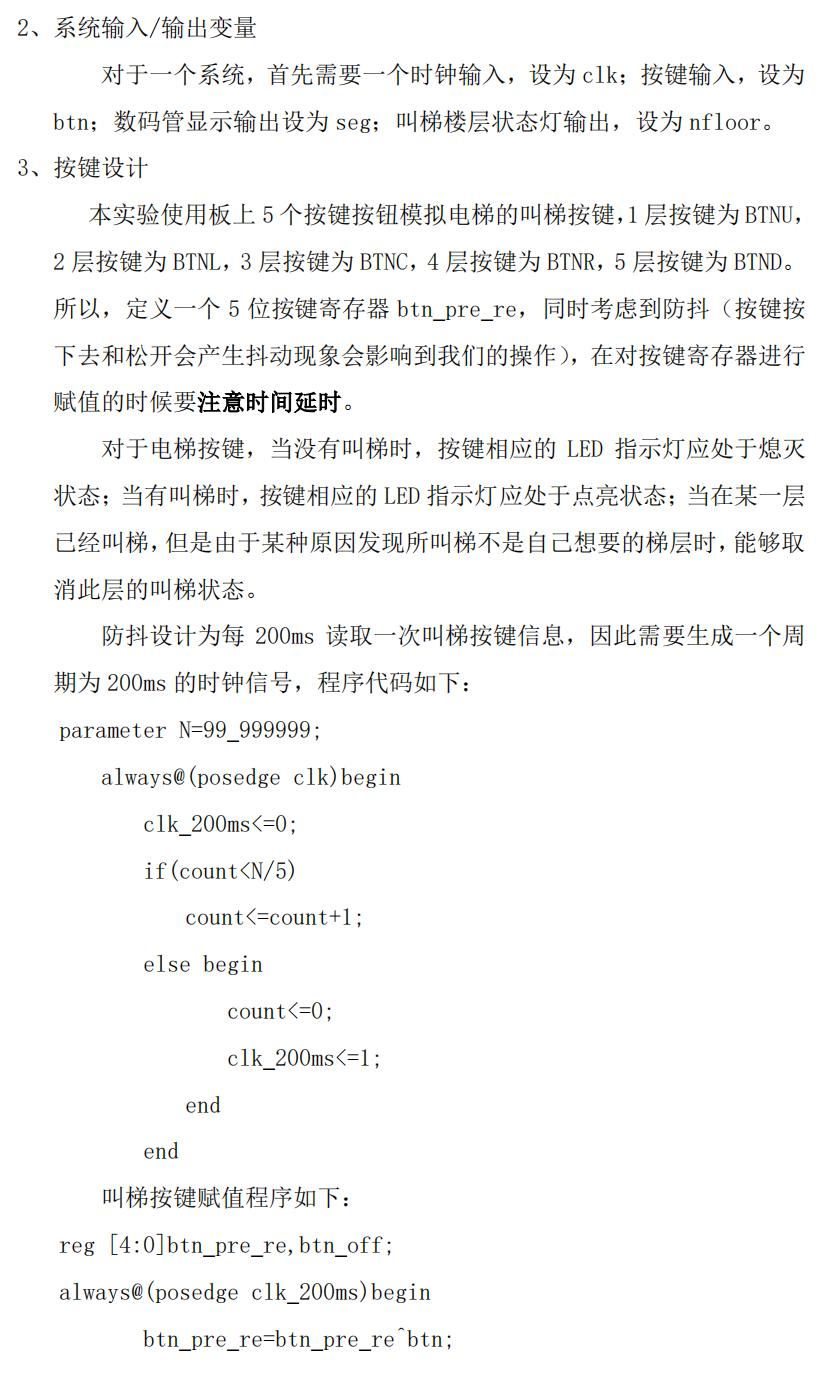 2、系统输入/输出变量
对于一个系统，首先需要一个时钟输入，设为 clk；按键输入，设为
btn；数码管显示输出设为 seg；叫梯楼层状态灯输出，设为 nfloor。
3、按键设计
本实验使用板上 5 个按键按钮模拟电梯的叫梯按键，1 层按键为 BTNU，
2 层按键为 BTNL，3 层按键为 BTNC，4 层按键为 BTNR，5 层按键为 BTND。
所以，定义一个 5 位按键寄存器 btn_pre_re，同时考虑到防抖（按键按
下去和松开会产生抖动现象会影响到我们的操作），在对按键寄存器进行
赋值的时候要注意时间延时。
对于电梯按键，当没有叫梯时，按键相应的 LED 指示灯应处于熄灭
状态；当有叫梯时，按键相应的 LED 指示灯应处于点亮状态；当在某一层
已经叫梯，但是由于某种原因发现所叫梯不是自己想要的梯层时，能够取
消此层的叫梯状态。
防抖设计为每 200ms 读取一次叫梯按键信息，因此需要生成一个周
期为 200ms 的时钟信号，程序代码如下：
parameter N=99_999999;
always@(posedge clk)begin
clk_200ms<=0;
if(count<N/5)
count<=count+1;
else begin
count<=0;
clk_200ms<=1;
end
end
叫梯按键赋值程序如下：
reg [4:0]btn_pre_re,btn_off;
always@(posedge clk_200ms)begin
btn_pre_re=btn_pre_re^btn;